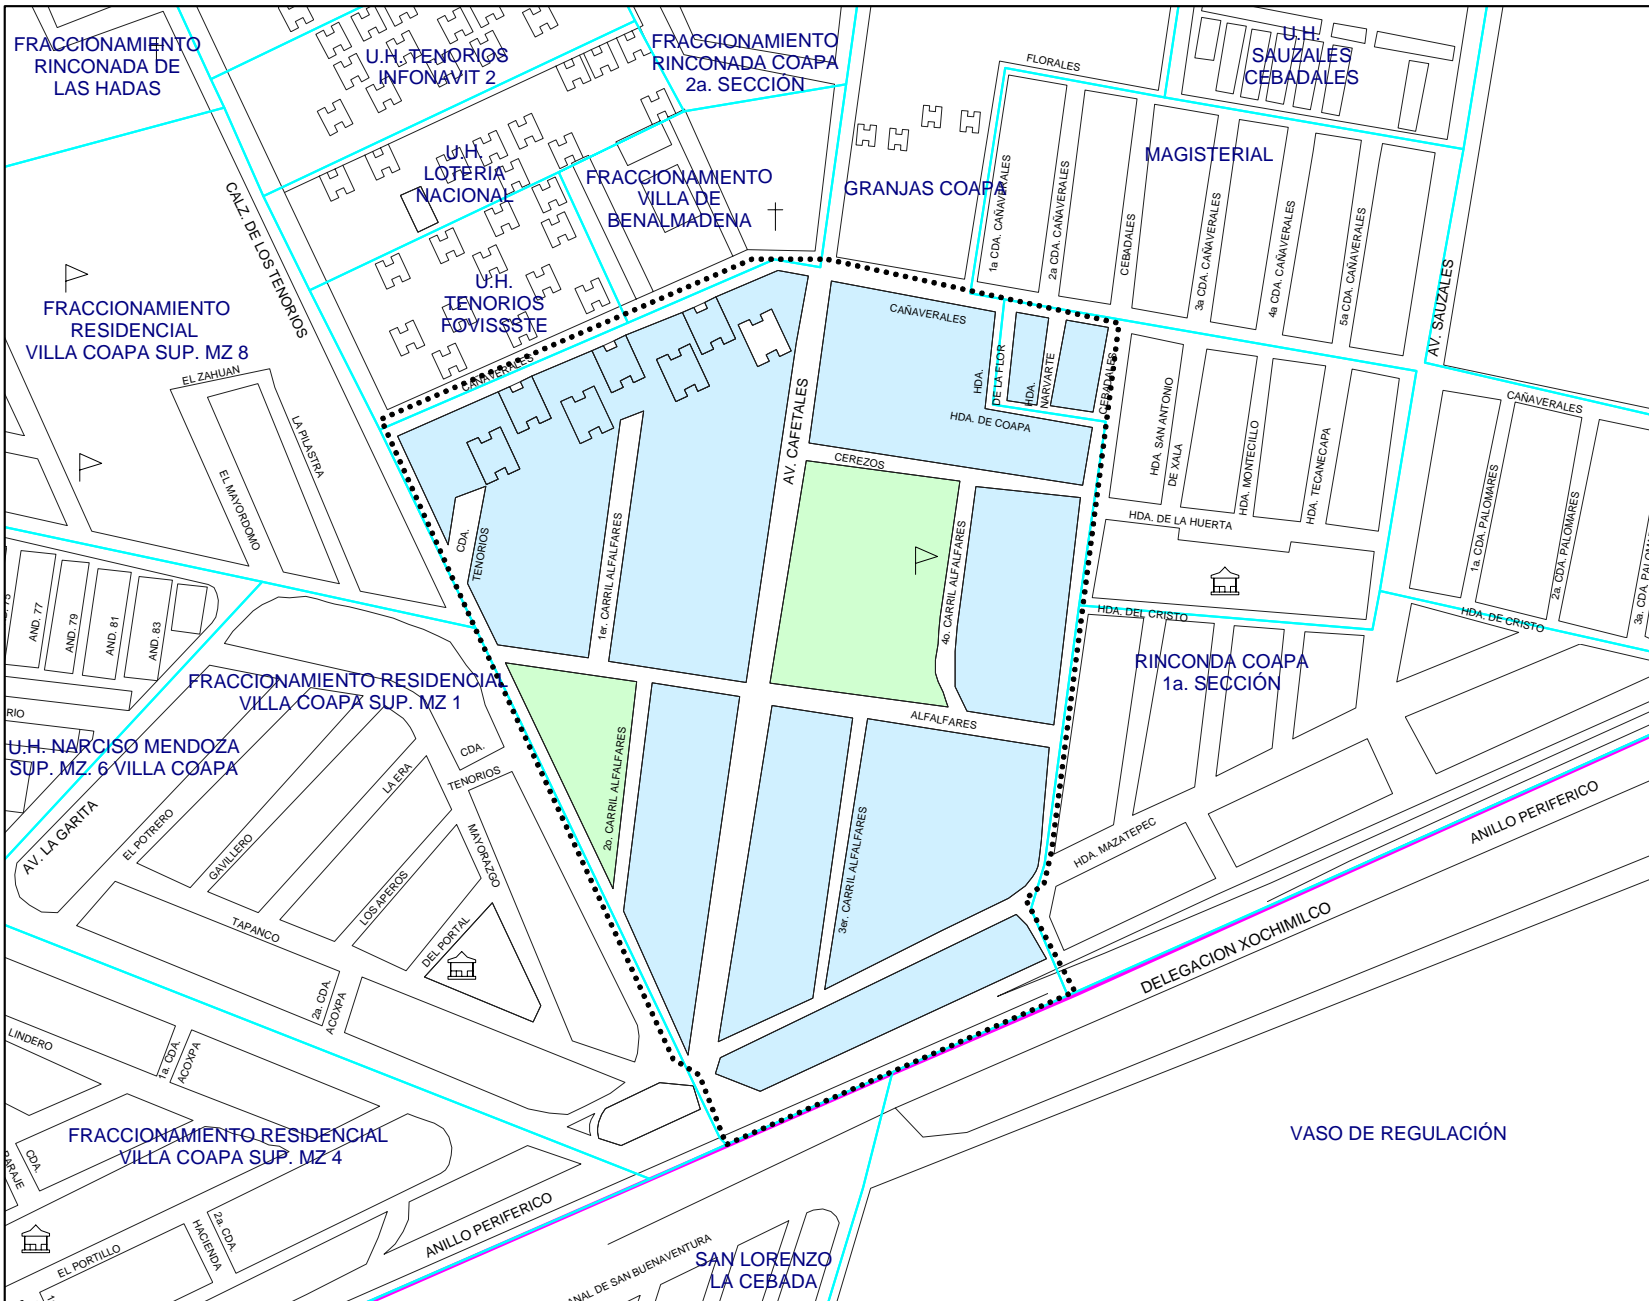 FRACCIONAMIENTO
RINCONADA DE
LAS HADAS
U.H. TENORIOS
INFONAVIT 2
FRACCIONAMIENTO
RINCONADA COAPA
2a. SECCIÓN
FLORALES
U.H.
SAUZALES
CEBADALES
U.H.
LOTERIA
NACIONAL
FRACCIONAMIENTO
VILLA DE
BENALMADENA
GRANJAS COAPA
MAGISTERIAL
1a CDA. CAÑAVERALES
2a CDA. CAÑAVERALES
CEBADALES
3a CDA. CAÑAVERALES
4a CDA. CAÑAVERALES
5a CDA. CAÑAVERALES
AV. SAUZALES
CALZ. DE LOS TENORIOS
U.H.
TENORIOS
FOVISSSTE
FRACCIONAMIENTO
RESIDENCIAL
VILLA COAPA SUP. MZ 8
CAÑAVERALES
CAÑAVERALES
CAÑAVERALES
EL ZAHUAN
LA PILASTRA
EL MAYORDOMO
AV. CAFETALES
HDA.
DE LA FLOR
HDA.
NARVARTE
CEBADALES
HDA. DE COAPA
HDA. SAN ANTONIO
DE XALA
HDA. MONTECILLO
HDA. TECANECAPA
CEREZOS
HDA. DE LA HUERTA
1a. CDA. PALOMARES
2a. CDA. PALOMARES
CDA.
TENORIOS
1er. CARRIL ALFALFARES
4o. CARRIL ALFALFARES
AND. 77
AND. 79
AND. 81
AND. 83
HDA. DEL CRISTO
HDA. DE CRISTO
RINCONDA COAPA
1a. SECCIÓN
FRACCIONAMIENTO RESIDENCIAL
VILLA COAPA SUP. MZ 1
ALFALFARES
U.H. NARCISO MENDOZA
SUP. MZ. 6 VILLA COAPA
CDA.
TENORIOS
LA ERA
2o. CARRIL ALFALFARES
3er. CARRIL ALFALFARES
AV. LA GARITA
EL POTRERO
GAVILLERO
MAYORAZGO
LOS APEROS
HDA. MAZATEPEC
ANILLO PERIFERICO
TAPANCO
DEL PORTAL
DELEGACION XOCHIMILCO
2a. CDA.
ACOXPA
LINDERO
1a. CDA.
ACOXPA
FRACCIONAMIENTO RESIDENCIAL
VILLA COAPA SUP. MZ 4
VASO DE REGULACIÓN
CDA.
HACIENDA
2a. CDA.
EL PORTILLO
ANILLO PERIFERICO
SAN BUENAVENTURA
SAN LORENZO
LA CEBADA